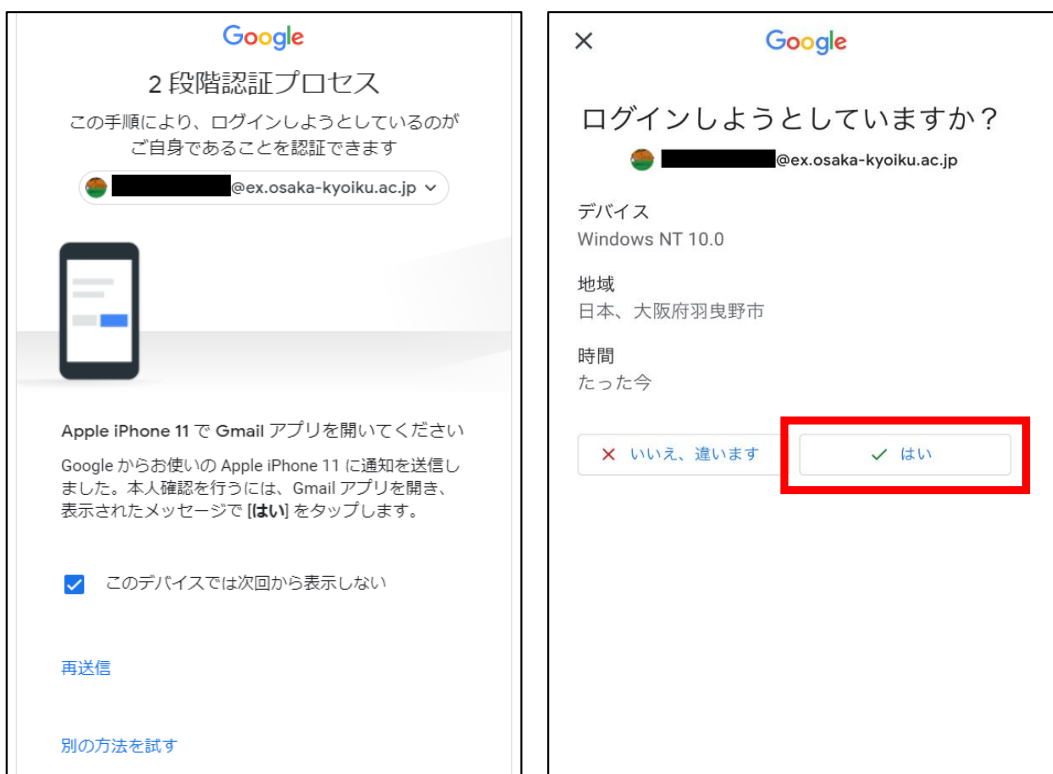 Google
2 段階認証プロセス
この手順により、ログインしようとしているのが
ご自身であることを認証できます
@ex.osaka-kyoiku.ac.jp
Apple iPhone 11 で Gmail アプリを開いてください
Google からお使いの Apple iPhone 11 に通知を送信し
ました。本人確認を行うには、Gmail アプリを開き、
表示されたメッセージで [はい] をタップします。
このデバイスでは次回から表示しない
再送信
別の方法を試す
Google
ログインしようとしていますか？
@ex.osaka-kyoiku.ac.jp
デバイス
Windows NT 10.0
地域
日本、大阪府羽曳野市
時間
たった今
いいえ、違います
はい